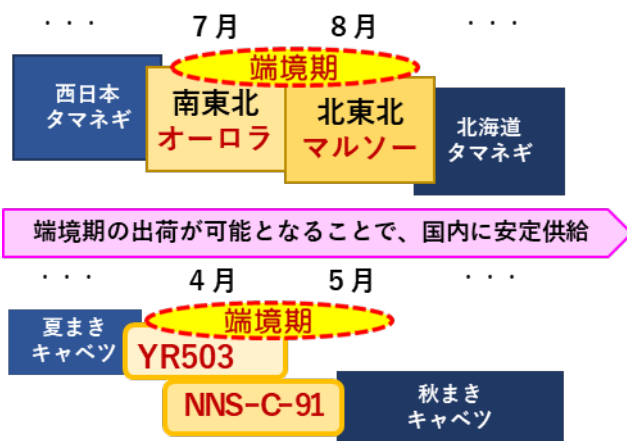 ・・・ 7月 8月 ・・・
端境期
西日本
タマネギ
南東北
オーロラ
北東北
マルソー
北海道
タマネギ
端境期の出荷が可能となることで、国内に安定供給
・・・ 4月 5月 ・・・
端境期
夏まき
キャベツ
YR503
NNS-C-91
秋まき
キャベツ